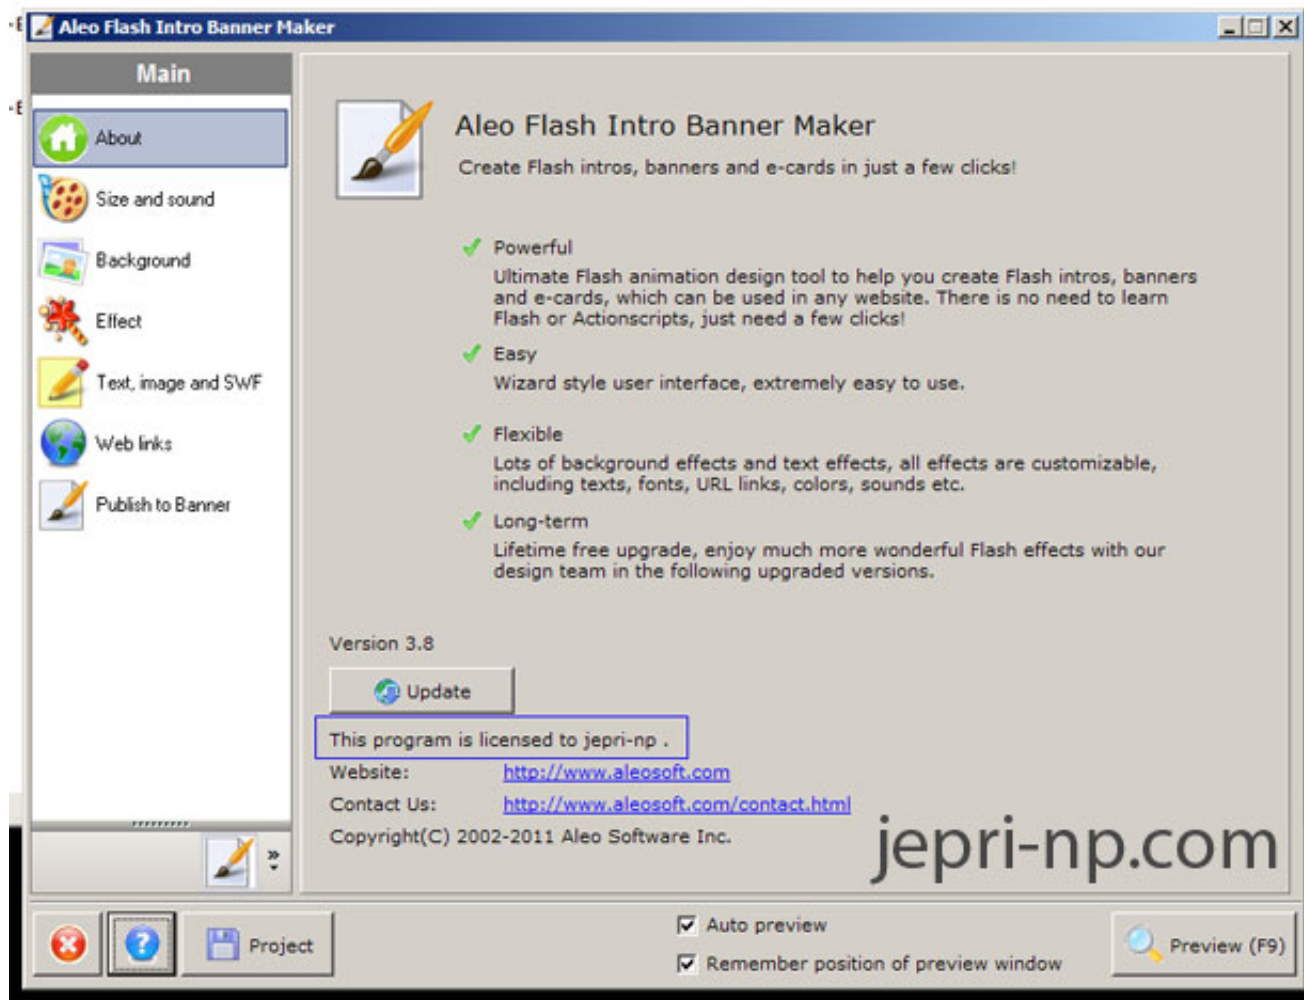 Aleo Flash Intro Banner Maker
Main
About
Size and sound
Background
Effect
Text, image and SWF
Web links
Publish to Banner
Aleo Flash Intro Banner Maker
Create Flash intros, banners and e-cards in just a few clicks!
Powerful
Ultimate Flash animation design tool to help you create Flash intros, banners
and e-cards, which can be used in any website. There is no need to learn
Flash or Actionscripts, just need a few clicks!
Easy
Wizard style user interface, extremely easy to use.
Flexible
Lots of background effects and text effects, all effects are customizable,
including texts, fonts, URL links, colors, sounds etc.
Long-term
Lifetime free upgrade, enjoy much more wonderful Flash effects with our
design team in the following upgraded versions.
Version 3.8
Update
This program is licensed to jepri-np .
Website: http://www.aleosoft.com
Contact Us: http://www.aleosoft.com/contact.html
Copyright(C) 2002-2011 Aleo Software Inc.
jepri-np.com
Project
Auto preview
Remember position of preview window
Preview (F9)